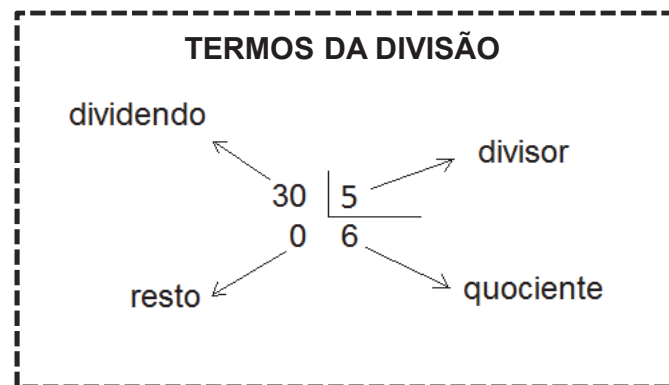 TERMOS DA DIVISÃO
dividendo
divisor
30 5
0 6
resto
quociente